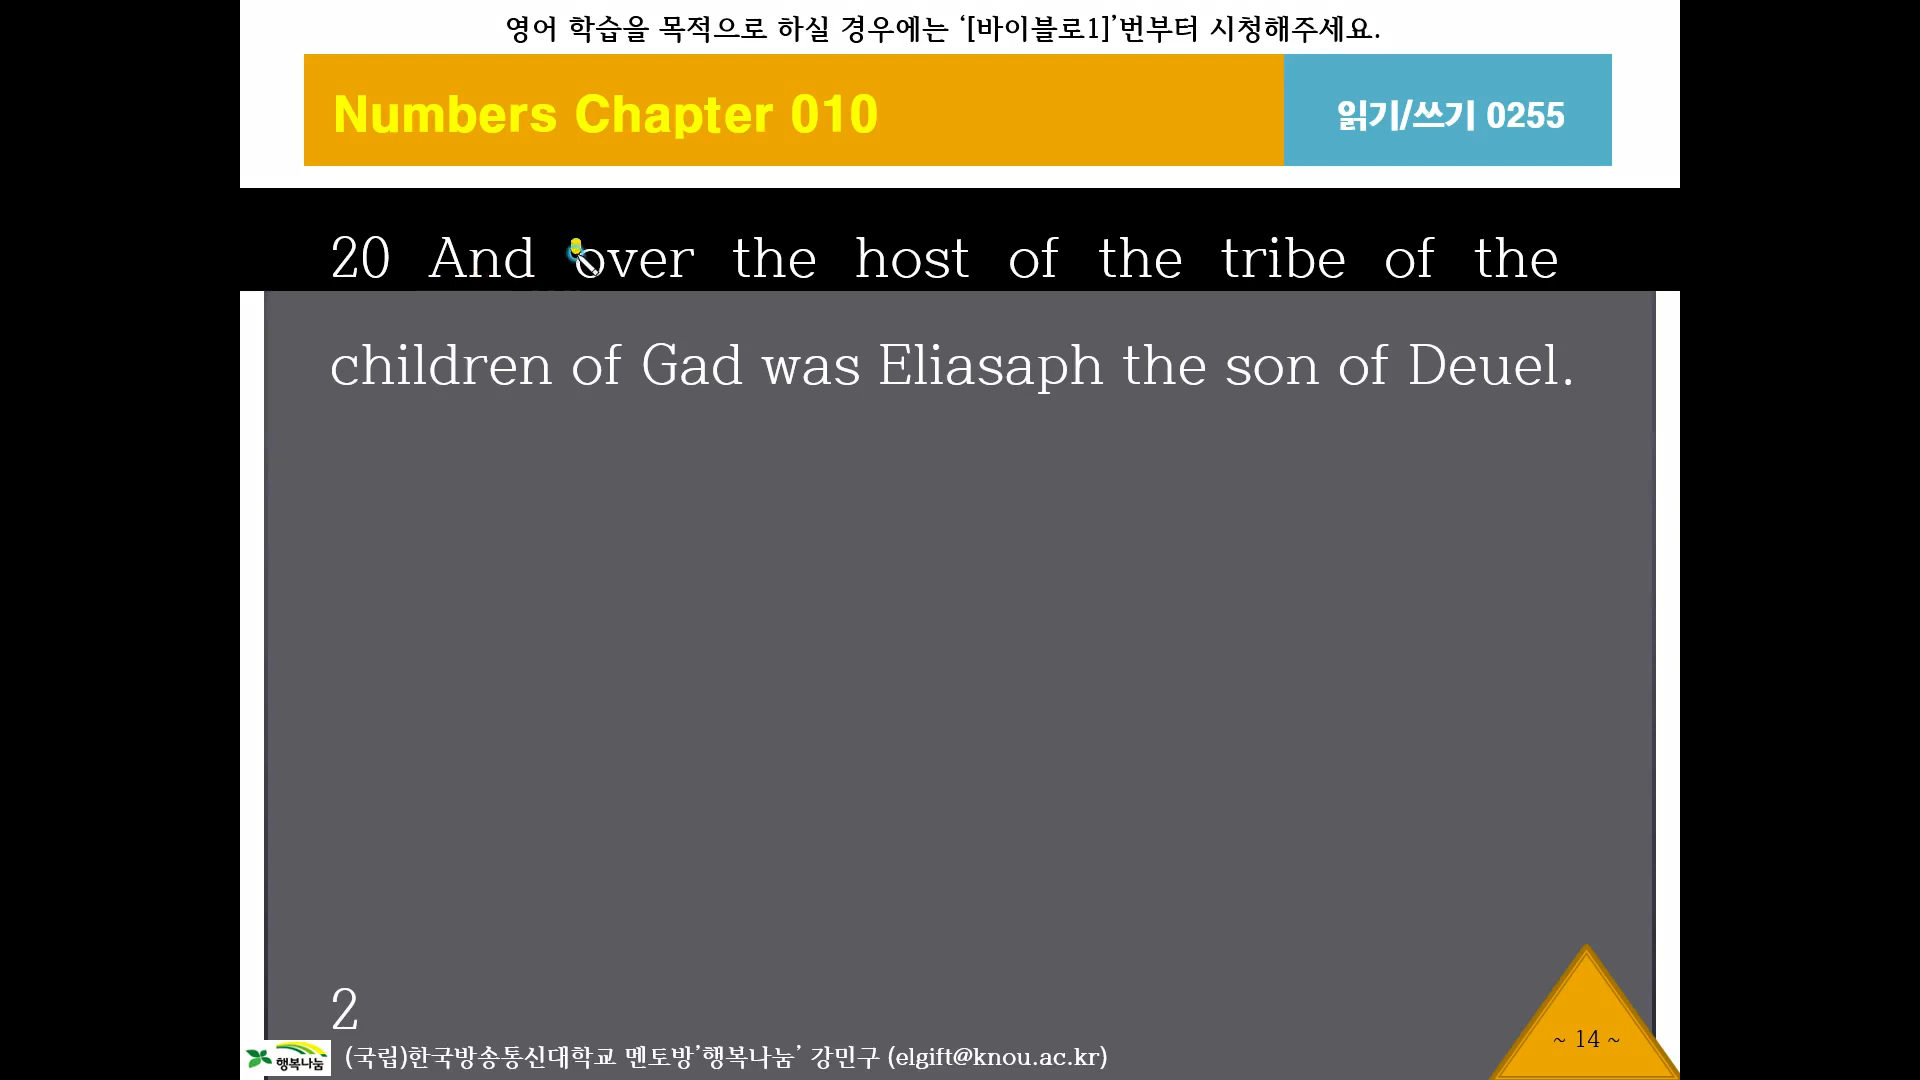 영어 학습을 목적으로 하실 경우에는 ‘[바이블로1]’번부터 시청해주세요.
Numbers Chapter 010
읽기/쓰기 0255
20 And over the host of the tribe of the
children of Gad was Eliasaph the son of Deuel.
2
~ 14 ~
행복나눔
(국립)한국방송통신대학교 멘토방’행복나눔’ 강민구 (elgift@knou.ac.kr)